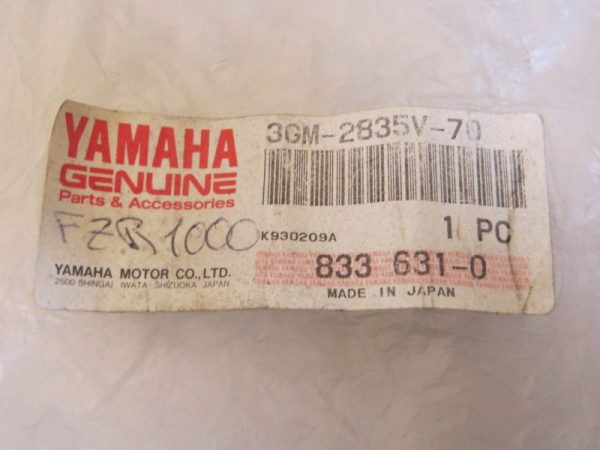 YAMAHA
GENUINE
Parts & Accessories
FZR1000
YAMAHA MOTOR CO., LTD.
2500 SHINGAI IWATA SHIZUOKA JAPAN
3GM-2835V-70
K930209A
1 PC
833 631-0
MADE IN JAPAN